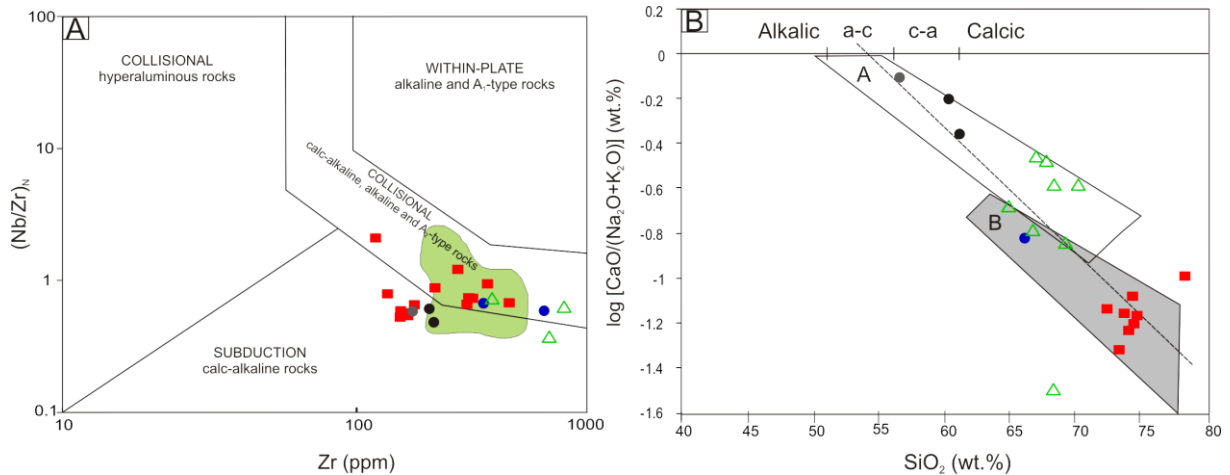 A
100
10
1
0.1
10
100
1000
(Nb/Zr)N
Zr (ppm)
COLLISIONAL
hyperaluminous rocks
WITHIN-PLATE
alkaline and A1-type rocks
COLLISIONAL
calc-alkaline, alkaline and A2-type rocks
SUBDUCTION
calc-alkaline rocks
B
0.2
0
-0.2
-0.4
-0.6
-0.8
-1
-1.2
-1.4
-1.6
40
45
50
55
60
65
70
75
80
log [CaO/(Na2O+K2O)] (wt.%)
SiO2 (wt.%)
Alkalic a-c c-a Calcic
A
B